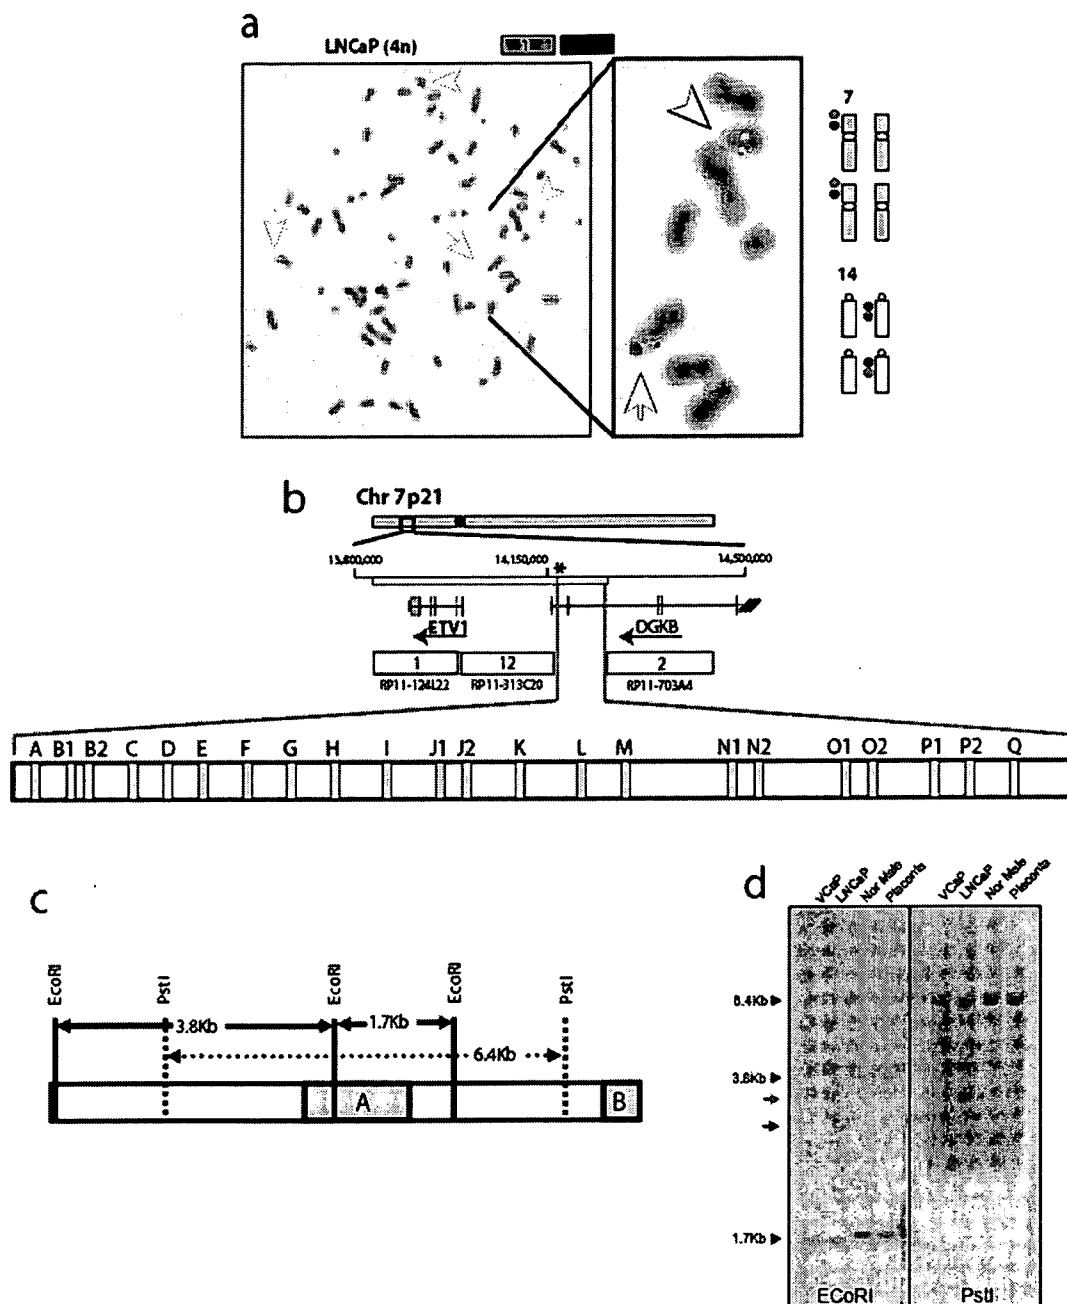 a
LNCaP (4n)
1
7
14
b
Chr 7p21
13,800,000
14,150,000
14,500,000
*
ETV1
DGKB
1
12
2
RP11-124L22
RP11-313C20
RP11-703A4
A B1 B2 C D E F G H I J1 J2 K L M N1 N2 O1 O2 P1 P2 Q
c
EcoRI
PstI
EcoRI
EcoRI
PstI
3.8Kb
1.7Kb
6.4Kb
A
B
d
VCaP
LNCaP
Nor Male
Placenta
VCaP
LNCaP
Nor Male
Placenta
6.4Kb
3.8Kb
1.7Kb
ECoRI
PstI